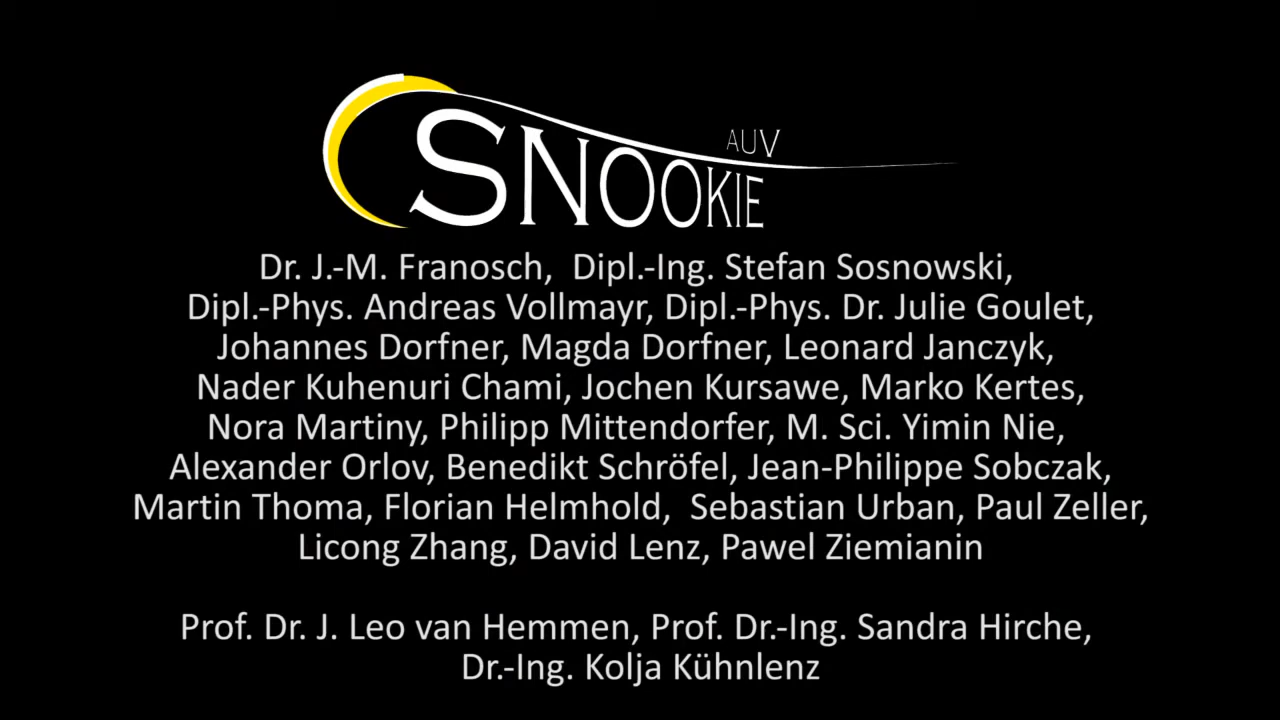 AUV
SNOOKIE
Dr. J.-M. Franosch,  Dipl.-Ing. Stefan Sosnowski,
Dipl.-Phys. Andreas Vollmayr, Dipl.-Phys. Dr. Julie Goulet,
Johannes Dorfner, Magda Dorfner, Leonard Janczyk,
Nader Kuhenuri Chami, Jochen Kursawe, Marko Kertes,
Nora Martiny, Philipp Mittendorfer, M. Sci. Yimin Nie,
Alexander Orlov, Benedikt Schröfel, Jean-Philippe Sobczak,
Martin Thoma, Florian Helmhold,  Sebastian Urban, Paul Zeller,
Licong Zhang, David Lenz, Pawel Ziemianin
Prof. Dr. J. Leo van Hemmen, Prof. Dr.-Ing. Sandra Hirche,
Dr.-Ing. Kolja Kühnlenz